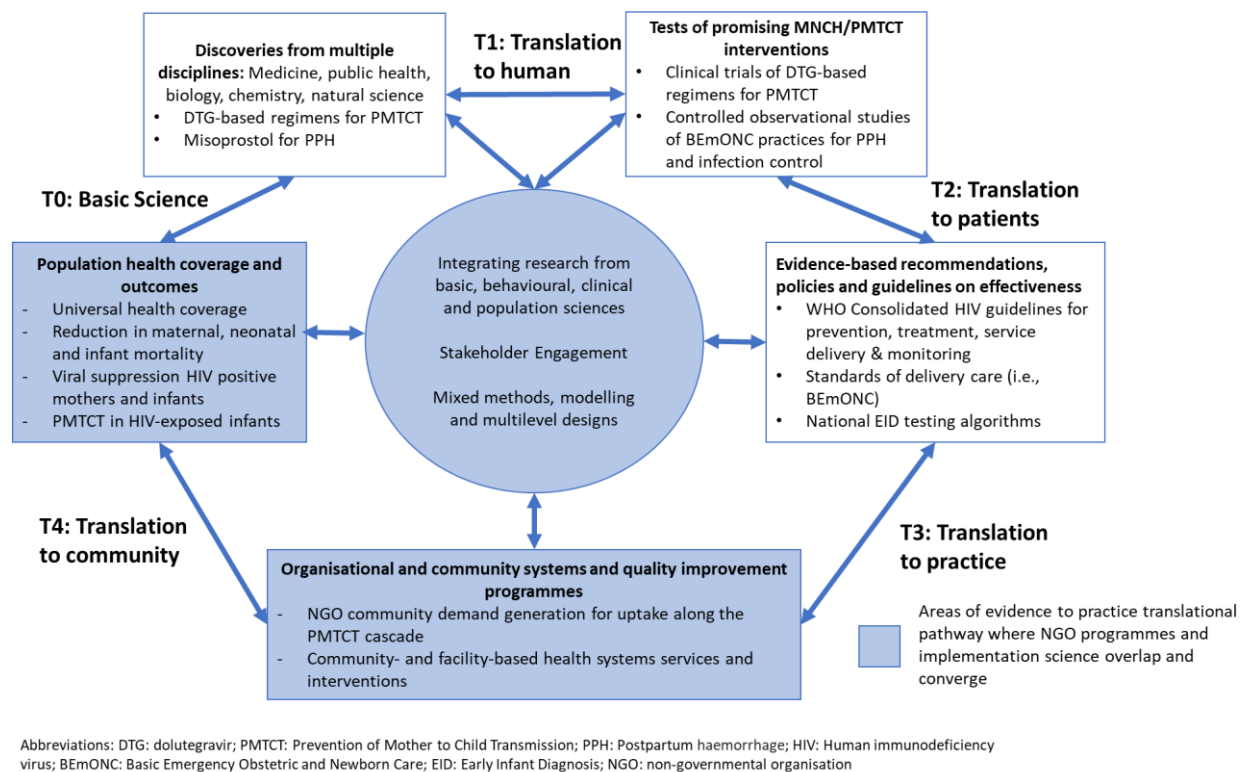 Discoveries from multiple
disciplines: Medicine, public health,
biology, chemistry, natural science
• DTG-based regimens for PMTCT
• Misoprostol for PPH
T1: Translation
to human
Tests of promising MNCH/PMTCT
interventions
• Clinical trials of DTG-based
regimens for PMTCT
• Controlled observational studies
of BEmONC practices for PPH
and infection control
T0: Basic Science
T2: Translation
to patients
Population health coverage and
outcomes
- Universal health coverage
- Reduction in maternal, neonatal
and infant mortality
- Viral suppression HIV positive
mothers and infants
- PMTCT in HIV-exposed infants
Integrating research from
basic, behavioural, clinical
and population sciences
Stakeholder Engagement
Mixed methods, modelling
and multilevel designs
Evidence-based recommendations,
policies and guidelines on effectiveness
• WHO Consolidated HIV guidelines for
prevention, treatment, service
delivery & monitoring
• Standards of delivery care (i.e.,
BEmONC)
• National EID testing algorithms
T4: Translation
to community
T3: Translation
to practice
Organisational and community systems and quality improvement
programmes
- NGO community demand generation for uptake along the
PMTCT cascade
- Community- and facility-based health systems services and
interventions
Areas of evidence to practice translational
pathway where NGO programmes and
implementation science overlap and
converge
Abbreviations: DTG: dolutegravir; PMTCT: Prevention of Mother to Child Transmission; PPH: Postpartum haemorrhage; HIV: Human immunodeficiency
virus; BEmONC: Basic Emergency Obstetric and Newborn Care; EID: Early Infant Diagnosis; NGO: non-governmental organisation